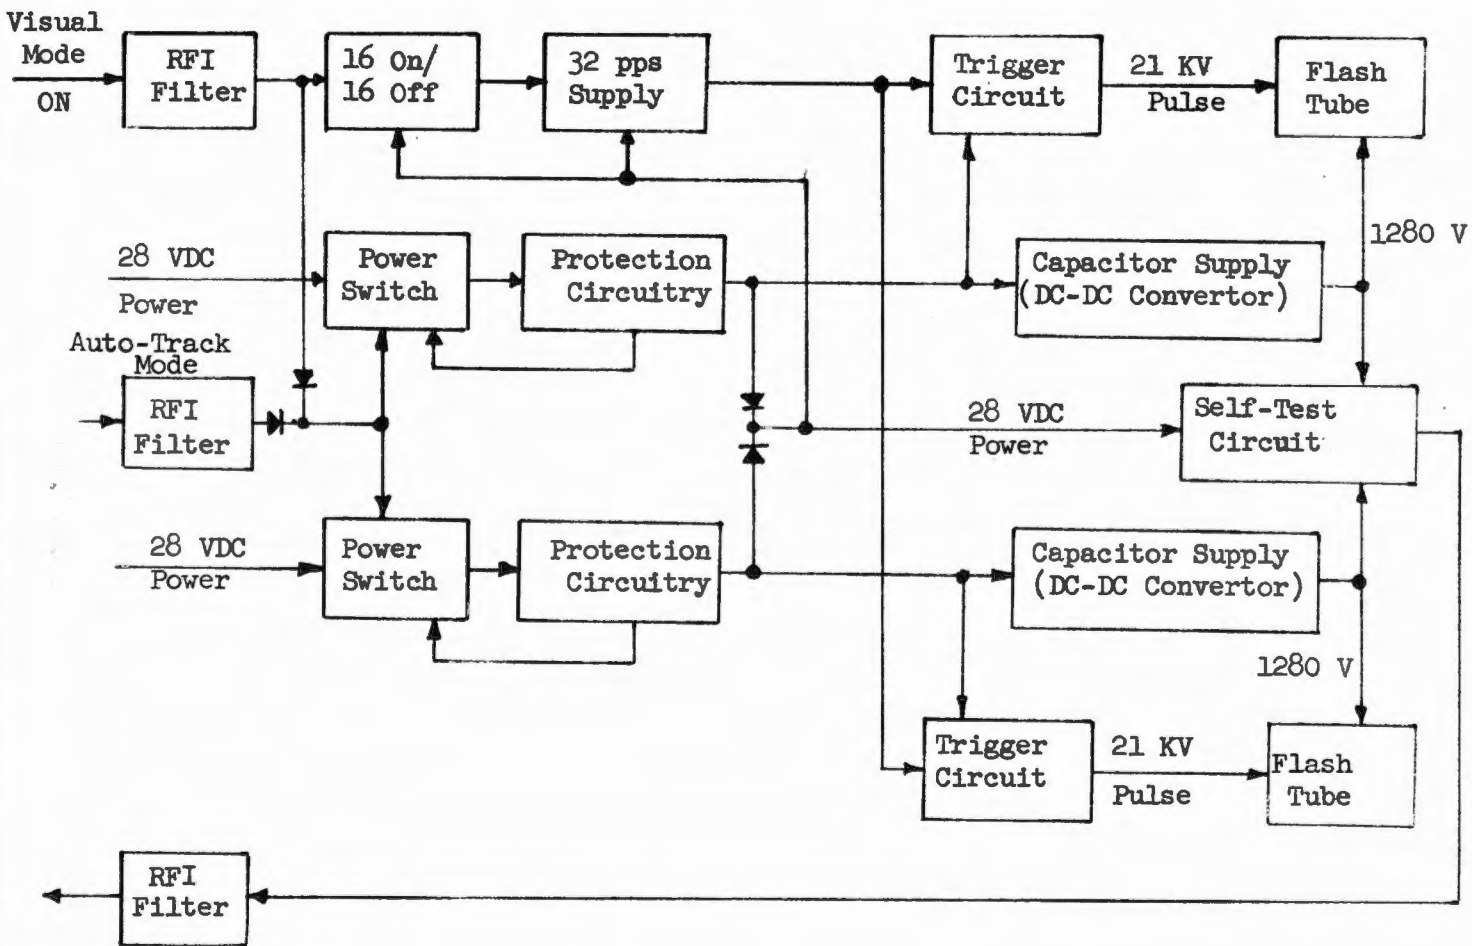 Visual
Mode
ON
RFI
Filter
16 On/
16 Off
32 pps
Supply
Trigger
Circuit
21 KV
Pulse
Flash
Tube
28 VDC
Power
Power
Switch
Protection
Circuitry
Capacitor Supply
(DC-DC Convertor)
1280 V
Auto-Track
Mode
RFI
Filter
28 VDC
Power
Self-Test
Circuit
28 VDC
Power
Power
Switch
Protection
Circuitry
Capacitor Supply
(DC-DC Convertor)
1280 V
Trigger
Circuit
21 KV
Pulse
Flash
Tube
RFI
Filter